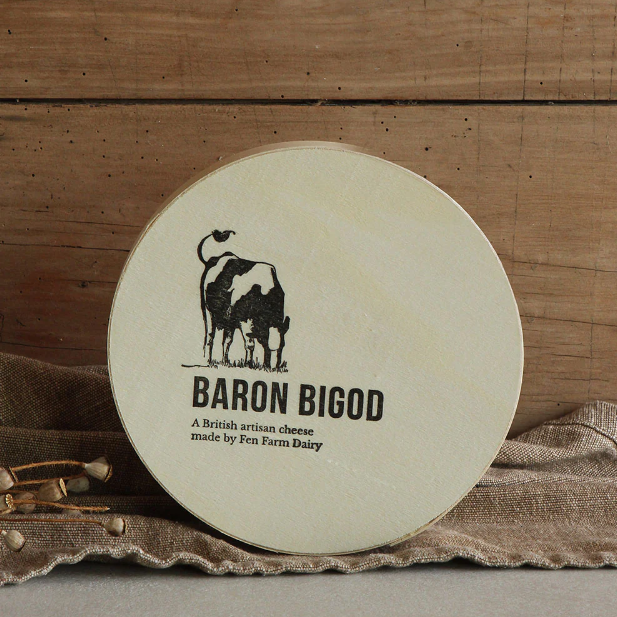 BARON BIGOD
A British artisan cheese
made by Fen Farm Dairy